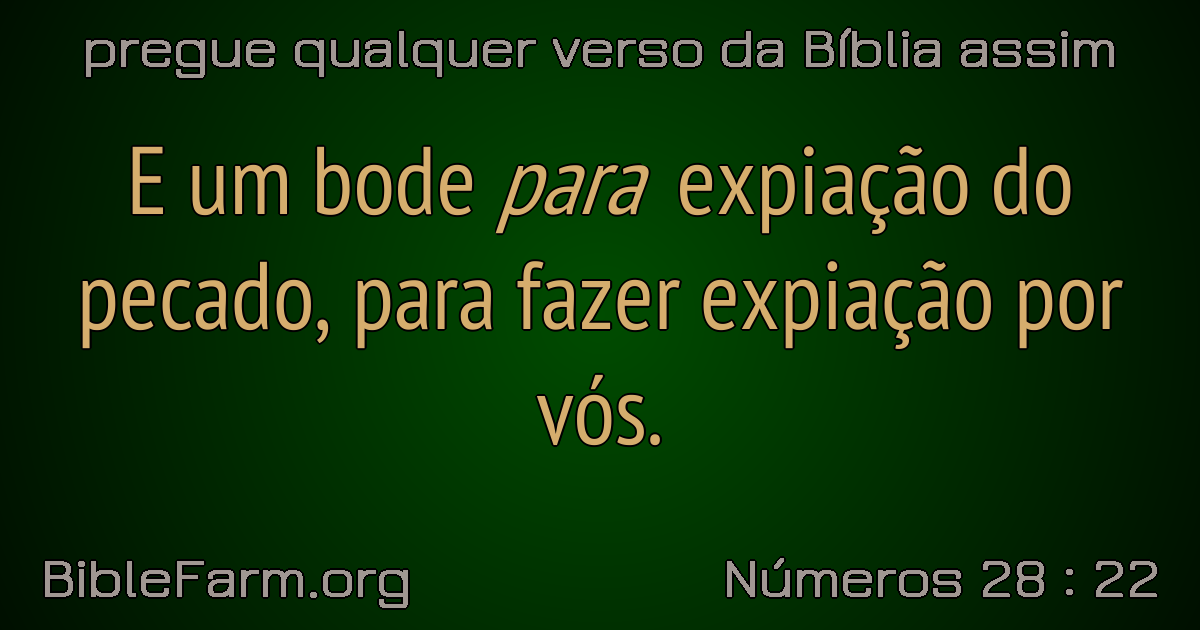 pregue qualquer verso da Bíblia assim
E um bode para expiação do
pecado, para fazer expiação por
vós.
BibleFarm.org
Números 28 : 22